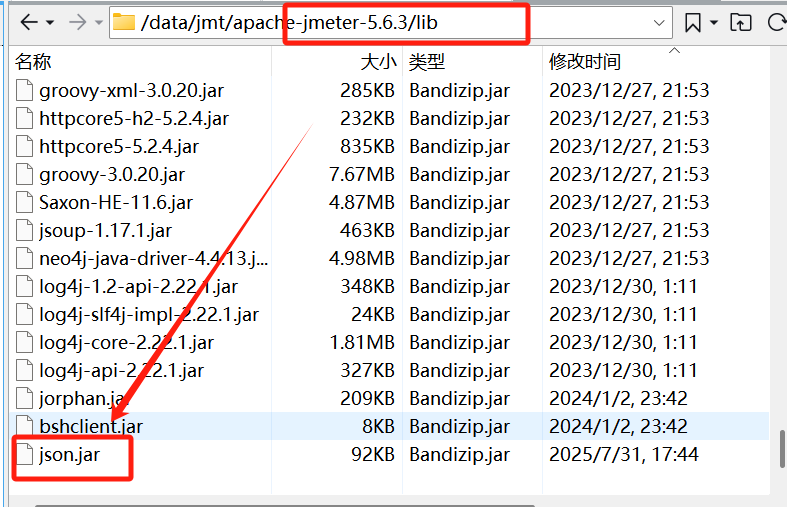 /data/jmt/apache-jmeter-5.6.3/lib
名称 大小 类型 修改时间
groovy-xml-3.0.20.jar 285KB Bandizip.jar 2023/12/27, 21:53
httpcore5-h2-5.2.4.jar 232KB Bandizip.jar 2023/12/27, 21:53
httpcore5-5.2.4.jar 835KB Bandizip.jar 2023/12/27, 21:53
groovy-3.0.20.jar 7.67MB Bandizip.jar 2023/12/27, 21:53
Saxon-HE-11.6.jar 4.87MB Bandizip.jar 2023/12/27, 21:53
jsoup-1.17.1.jar 463KB Bandizip.jar 2023/12/27, 21:53
neo4j-java-driver-4.4.13.j... 4.98MB Bandizip.jar 2023/12/27, 21:53
log4j-1.2-api-2.22.1.jar 348KB Bandizip.jar 2023/12/30, 1:11
log4j-slf4j-impl-2.22.1.jar 24KB Bandizip.jar 2023/12/30, 1:11
log4j-core-2.22.1.jar 1.81MB Bandizip.jar 2023/12/30, 1:11
log4j-api-2.22.1.jar 327KB Bandizip.jar 2023/12/30, 1:11
jorphan.jar 209KB Bandizip.jar 2024/1/2, 23:42
bshclient.jar 8KB Bandizip.jar 2024/1/2, 23:42
json.jar 92KB Bandizip.jar 2025/7/31, 17:44